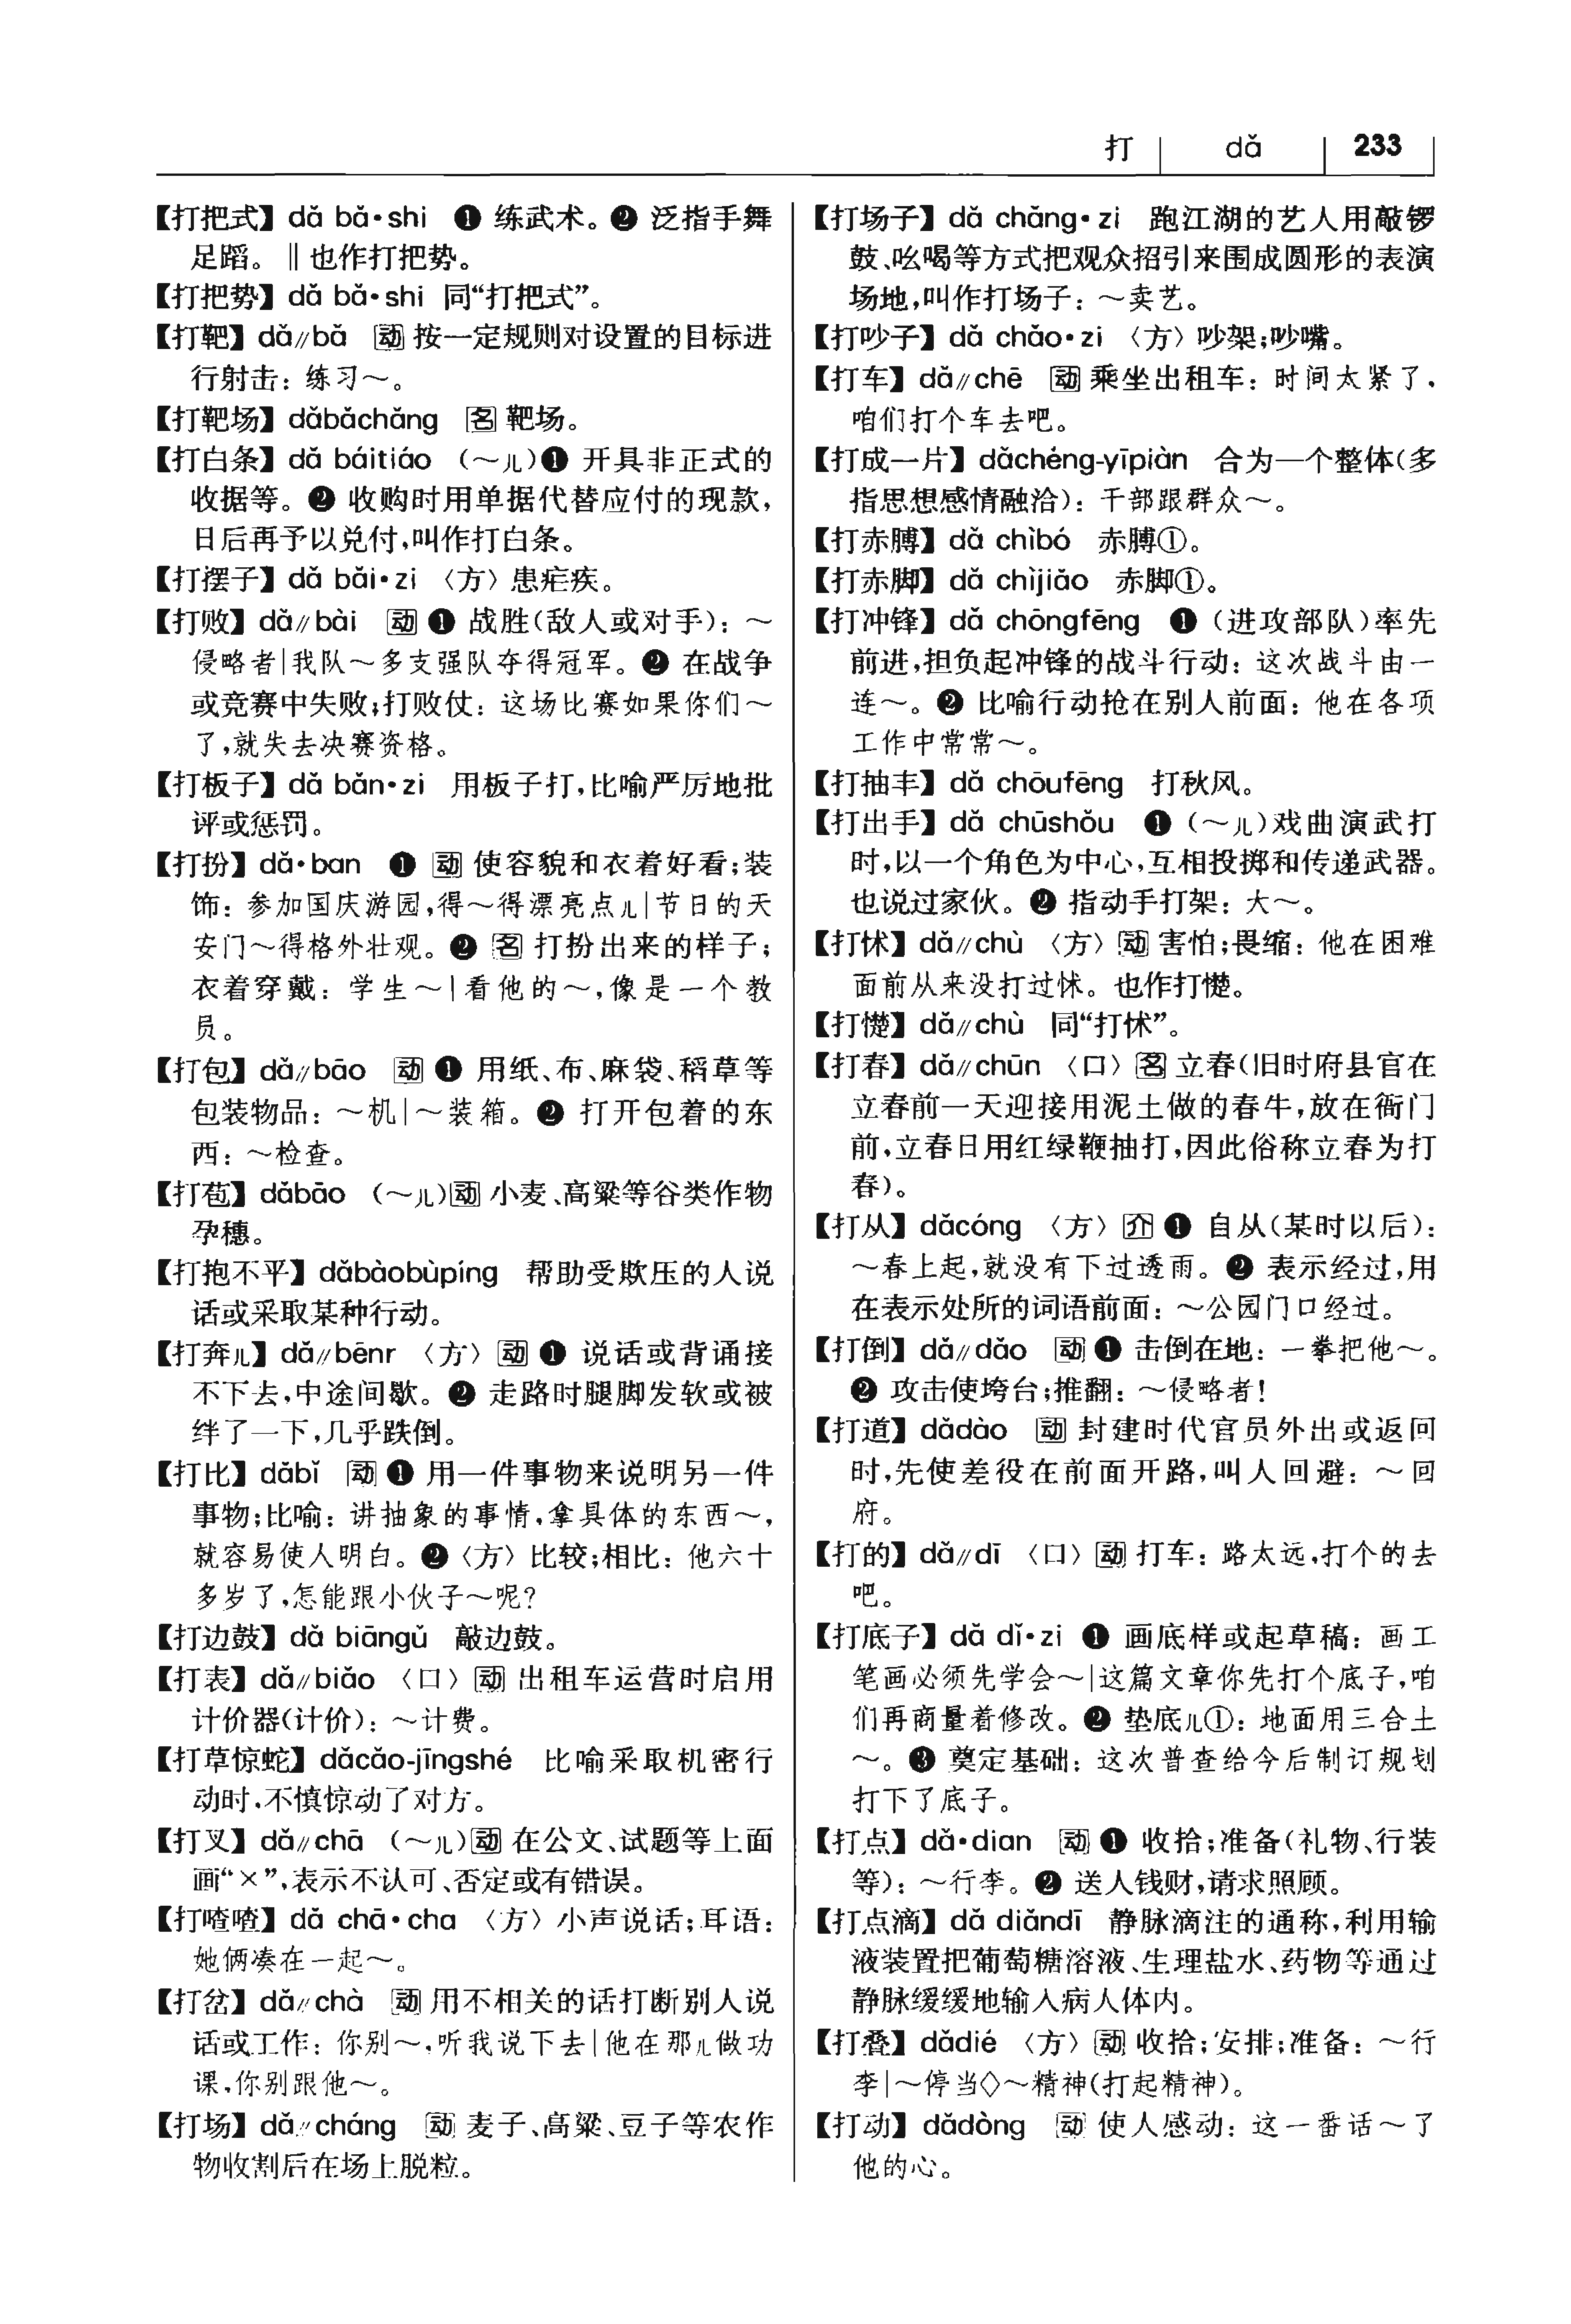 打 dǎ 233
【打把式】dǎ bǎ·shi ❶ 练武术。❷ 泛指手舞
足蹈。‖也作打把势。
【打把势】dǎ bǎ·shi 同“打把式”。
【打靶】dǎ∥bǎ 动 按一定规则对设置的目标进
行射击：练习～。
【打靶场】dǎbǎchǎng 名 靶场。
【打白条】dǎ báitiáo （～儿）❶ 开具非正式的
收据等。❷ 收购时用单据代替应付的现款，
日后再予以兑付，叫作打白条。
【打摆子】dǎ bǎi·zi 〈方〉患疟疾。
【打败】dǎ∥bài 动 ❶ 战胜（敌人或对手）：～
侵略者|我队～多支强队夺得冠军。❷ 在战争
或竞赛中失败；打败仗：这场比赛如果你们～
了，就失去决赛资格。
【打板子】dǎ bǎn·zi 用板子打，比喻严厉地批
评或惩罚。
【打扮】dǎ·ban ❶ 动 使容貌和衣着好看；装
饰：参加国庆游园，得～得漂亮点儿|节日的天
安门～得格外壮观。❷ 名 打扮出来的样子；
衣着穿戴：学生～|看他的～，像是一个教
员。
【打包】dǎ∥bāo 动 ❶ 用纸、布、麻袋、稻草等
包装物品：～机|～装箱。❷ 打开包着的东
西：～检查。
【打苞】dǎbāo （～儿）动 小麦、高粱等谷类作物
孕穗。
【打抱不平】dǎbàobùpíng 帮助受欺压的人说
话或采取某种行动。
【打奔儿】dǎ∥bēnr 〈方〉动 ❶ 说话或背诵接
不下去，中途间歇。❷ 走路时腿脚发软或被
绊了一下，几乎跌倒。
【打比】dǎbǐ 动 ❶ 用一件事物来说明另一件
事物；比喻：讲抽象的事情，拿具体的东西～，
就容易使人明白。❷〈方〉比较；相比：他六十
多岁了，怎能跟小伙子～呢？
【打边鼓】dǎ biāngǔ 敲边鼓。
【打表】dǎ∥biǎo 〈口〉动 出租车运营时启用
计价器（计价）：～计费。
【打草惊蛇】dǎcǎo-jīngshé 比喻采取机密行
动时，不慎惊动了对方。
【打叉】dǎ∥chā （～儿）动 在公文、试题等上面
画“×”，表示不认可、否定或有错误。
【打喳喳】dǎ chā·cha 〈方〉小声说话；耳语：
她俩凑在一起～。
【打岔】dǎ∥chà 动 用不相关的话打断别人说
话或工作：你别～，听我说下去|他在那儿做功
课，你别跟他～。
【打场】dǎ∥cháng 动 麦子、高粱、豆子等农作
物收割后在场上脱粒。
【打场子】dǎ chǎng·zi 跑江湖的艺人用敲锣
鼓、吆喝等方式把观众招引来围成圆形的表演
场地，叫作打场子：～卖艺。
【打吵子】dǎ chǎo·zi 〈方〉吵架；吵嘴。
【打车】dǎ∥chē 动 乘坐出租车：时间太紧了，
咱们打个车去吧。
【打成一片】dǎchéng-yīpiàn 合为一个整体（多
指思想感情融洽）：干部跟群众～。
【打赤膊】dǎ chìbó 赤膊①。
【打赤脚】dǎ chìjiǎo 赤脚①。
【打冲锋】dǎ chōngfēng ❶（进攻部队）率先
前进，担负起冲锋的战斗行动：这次战斗由一
连～。❷ 比喻行动抢在别人前面：他在各项
工作中常常～。
【打抽丰】dǎ chōufēng 打秋风。
【打出手】dǎ chūshǒu ❶（～儿）戏曲演武打
时，以一个角色为中心，互相投掷和传递武器。
也说过家伙。❷ 指动手打架：大～。
【打怵】dǎ∥chù 〈方〉动 害怕；畏缩：他在困难
面前从来没打过怵。也作打憷。
【打憷】dǎ∥chù 同“打怵”。
【打春】dǎ∥chūn 〈口〉名 立春（旧时府县官在
立春前一天迎接用泥土做的春牛，放在衙门
前，立春日用红绿鞭抽打，因此俗称立春为打
春）。
【打从】dǎcóng 〈方〉介 ❶ 自从（某时以后）：
～春上起，就没有下过透雨。❷ 表示经过，用
在表示处所的词语前面：～公园门口经过。
【打倒】dǎ∥dǎo 动 ❶ 击倒在地：一拳把他～。
❷ 攻击使垮台；推翻：～侵略者！
【打道】dǎdào 动 封建时代官员外出或返回
时，先使差役在前面开路，叫人回避：～回
府。
【打的】dǎ∥dī 〈口〉动 打车：路太远，打个的去
吧。
【打底子】dǎ dǐ·zi ❶ 画底样或起草稿：画工
笔画必须先学会～|这篇文章你先打个底子，咱
们再商量着修改。❷ 垫底儿①：地面用三合土
～。❸ 奠定基础：这次普查给今后制订规划
打下了底子。
【打点】dǎ·dian 动 ❶ 收拾；准备（礼物、行装
等）：～行李。❷ 送人钱财，请求照顾。
【打点滴】dǎ diǎndī 静脉滴注的通称，利用输
液装置把葡萄糖溶液、生理盐水、药物等通过
静脉缓缓地输入病人体内。
【打叠】dǎdié 〈方〉动 收拾；安排；准备：～行
李|～停当◇～精神（打起精神）。
【打动】dǎdòng 动 使人感动：这一番话～了
他的心。